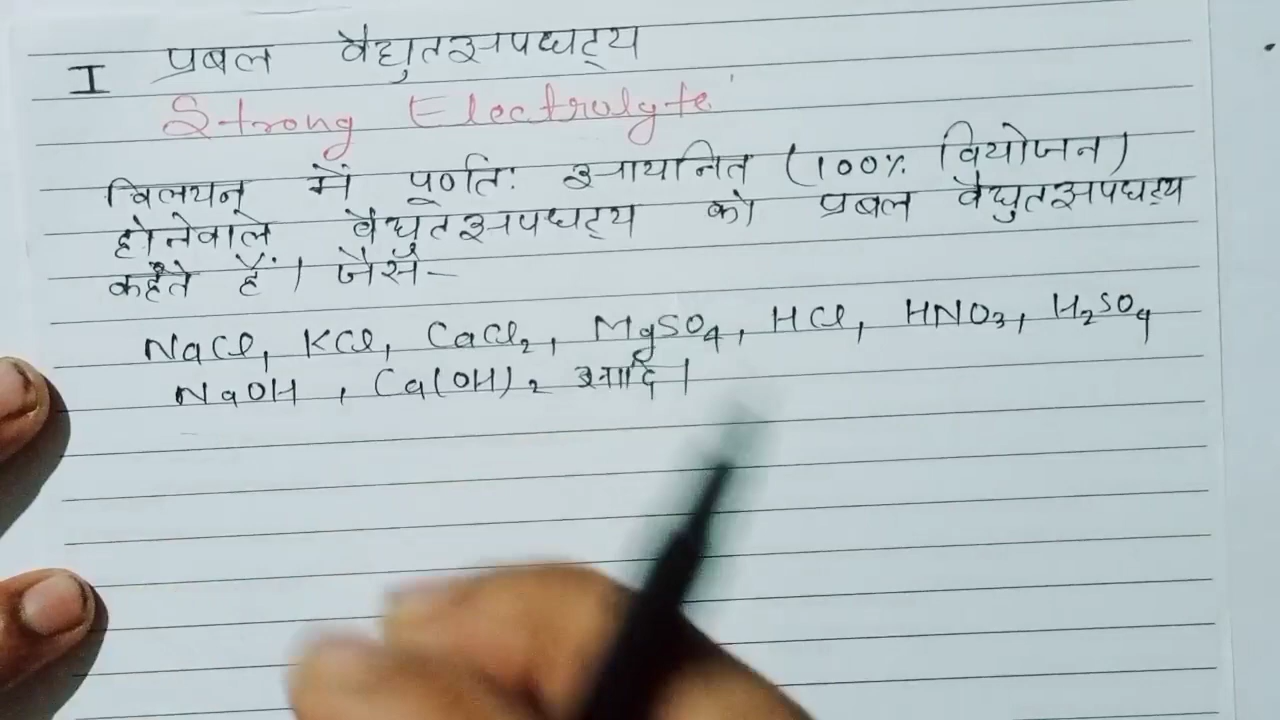 I प्रबल वैद्युतअपघट्य
Strong Electrolyte
विलयन में पूर्णतः आयनित (100% वियोजन)
होनेवाले वैद्युतअपघट्य को प्रबल वैद्युतअपघट्य
कहते हैं। जैसे-
NaCl, KCl, CaCl₂, MgSO₄, HCl, HNO₃, H₂SO₄
NaOH, Ca(OH)₂ आदि।